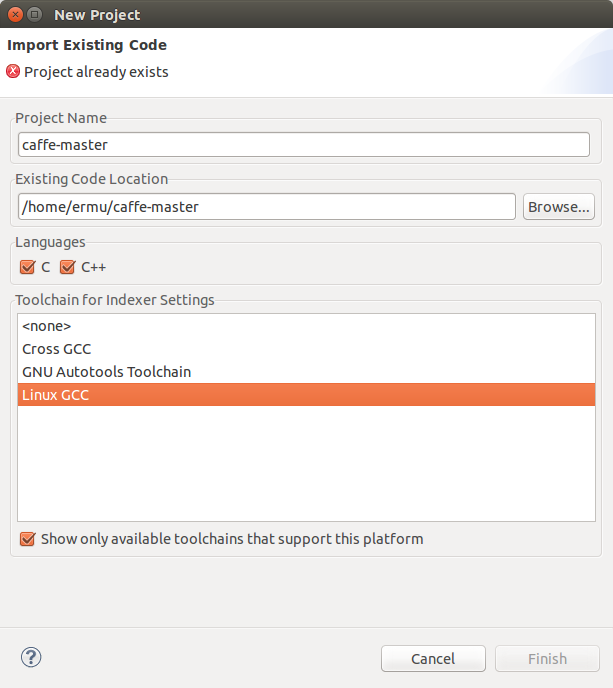 New Project
Import Existing Code
Project already exists
Project Name
caffe-master
Existing Code Location
/home/ermu/caffe-master
Browse...
Languages
C C++
Toolchain for Indexer Settings
<none>
Cross GCC
GNU Autotools Toolchain
Linux GCC
Show only available toolchains that support this platform
? Cancel Finish